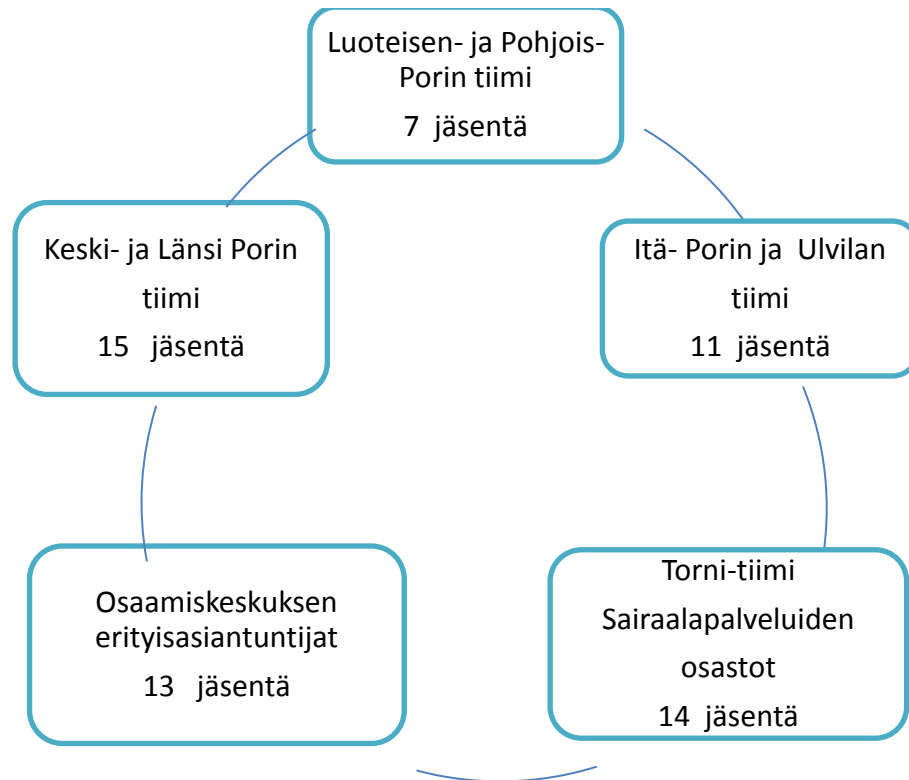 Luoteisen- ja Pohjois-
Porin tiimi
7 jäsentä
Keski- ja Länsi Porin
tiimi
15 jäsentä
Itä- Porin ja Ulvilan
tiimi
11 jäsentä
Osaamiskeskuksen
erityisasiantuntijat
13 jäsentä
Torni-tiimi
Sairaalapalveluiden
osastot
14 jäsentä